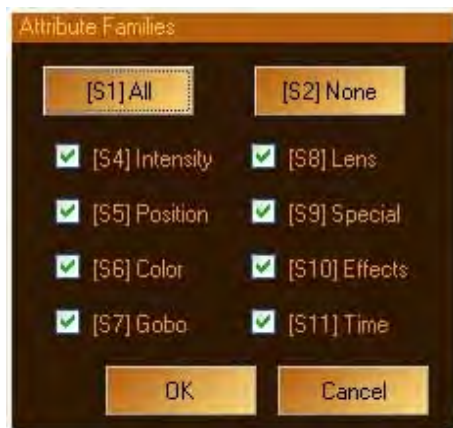 Attribute Families
[S1] All [S2] None
[S4] Intensity [S8] Lens
[S5] Position [S9] Special
[S6] Color [S10] Effects
[S7] Gobo [S11] Time
OK Cancel